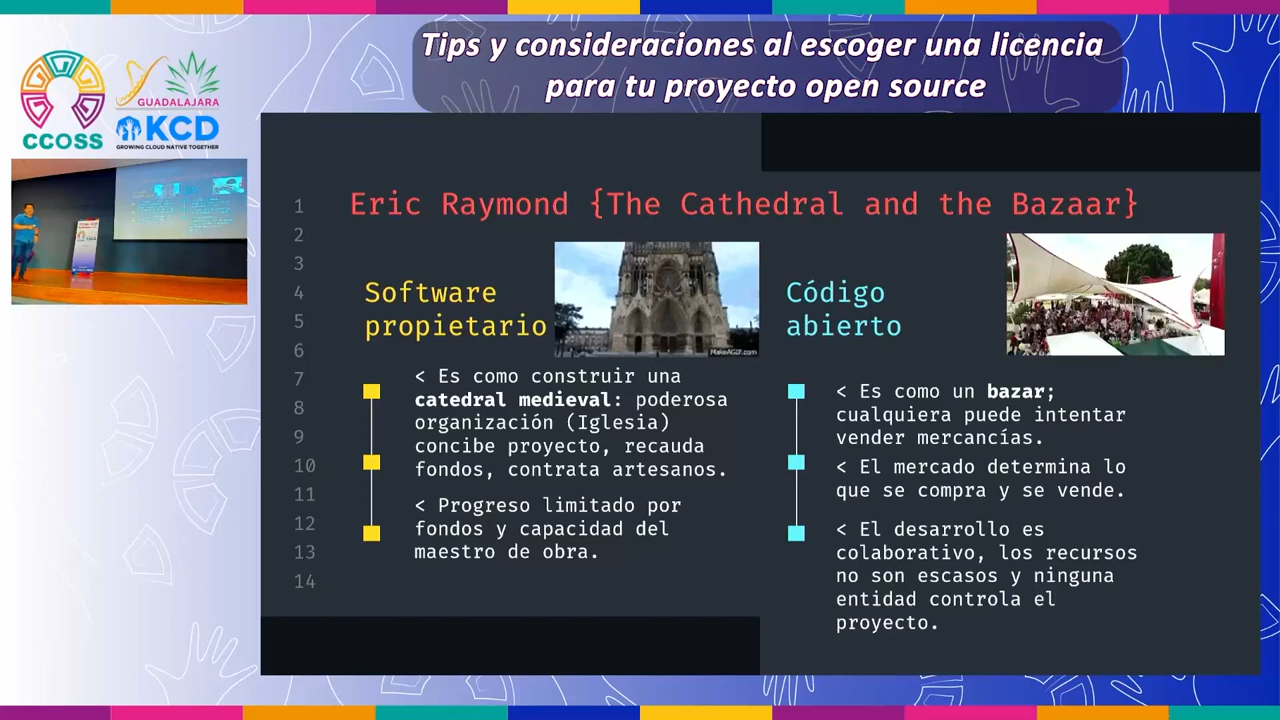 Tips y consideraciones al escoger una licencia
para tu proyecto open source
CCOSS
GUADALAJARA
KCD
GROWING CLOUD NATIVE TOGETHER
1
2
3
4
5
6
7
8
9
10
11
12
13
14
Eric Raymond {The Cathedral and the Bazaar}
Software
propietario
MakeAGIF.com
< Es como construir una
catedral medieval: poderosa
organización (Iglesia)
concibe proyecto, recauda
fondos, contrata artesanos.
< Progreso limitado por
fondos y capacidad del
maestro de obra.
Código
abierto
< Es como un bazar;
cualquiera puede intentar
vender mercancías.
< El mercado determina lo
que se compra y se vende.
< El desarrollo es
colaborativo, los recursos
no son escasos y ninguna
entidad controla el
proyecto.